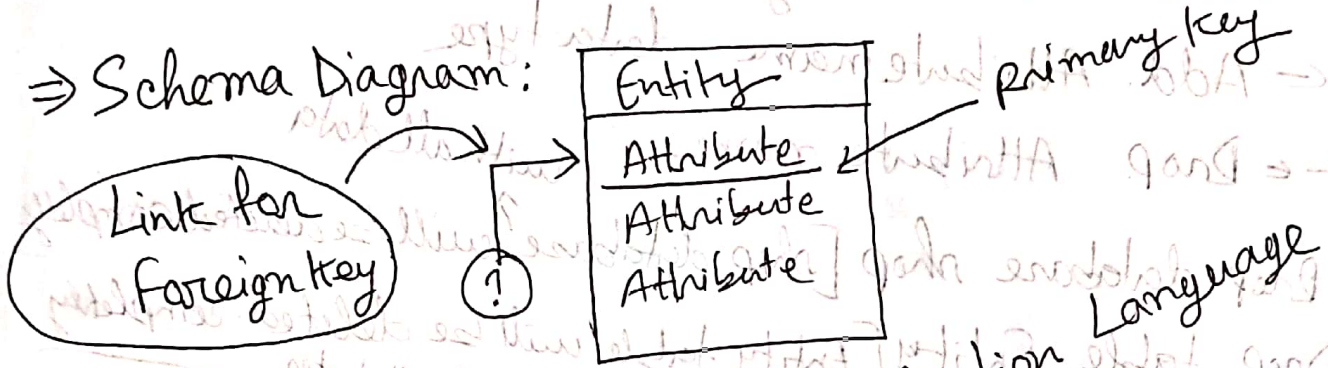 ⇒ Schema Diagram:
Entity
Primary Key
Attribute
Attribute
Attribute
Link for
Foreign Key
?
Language